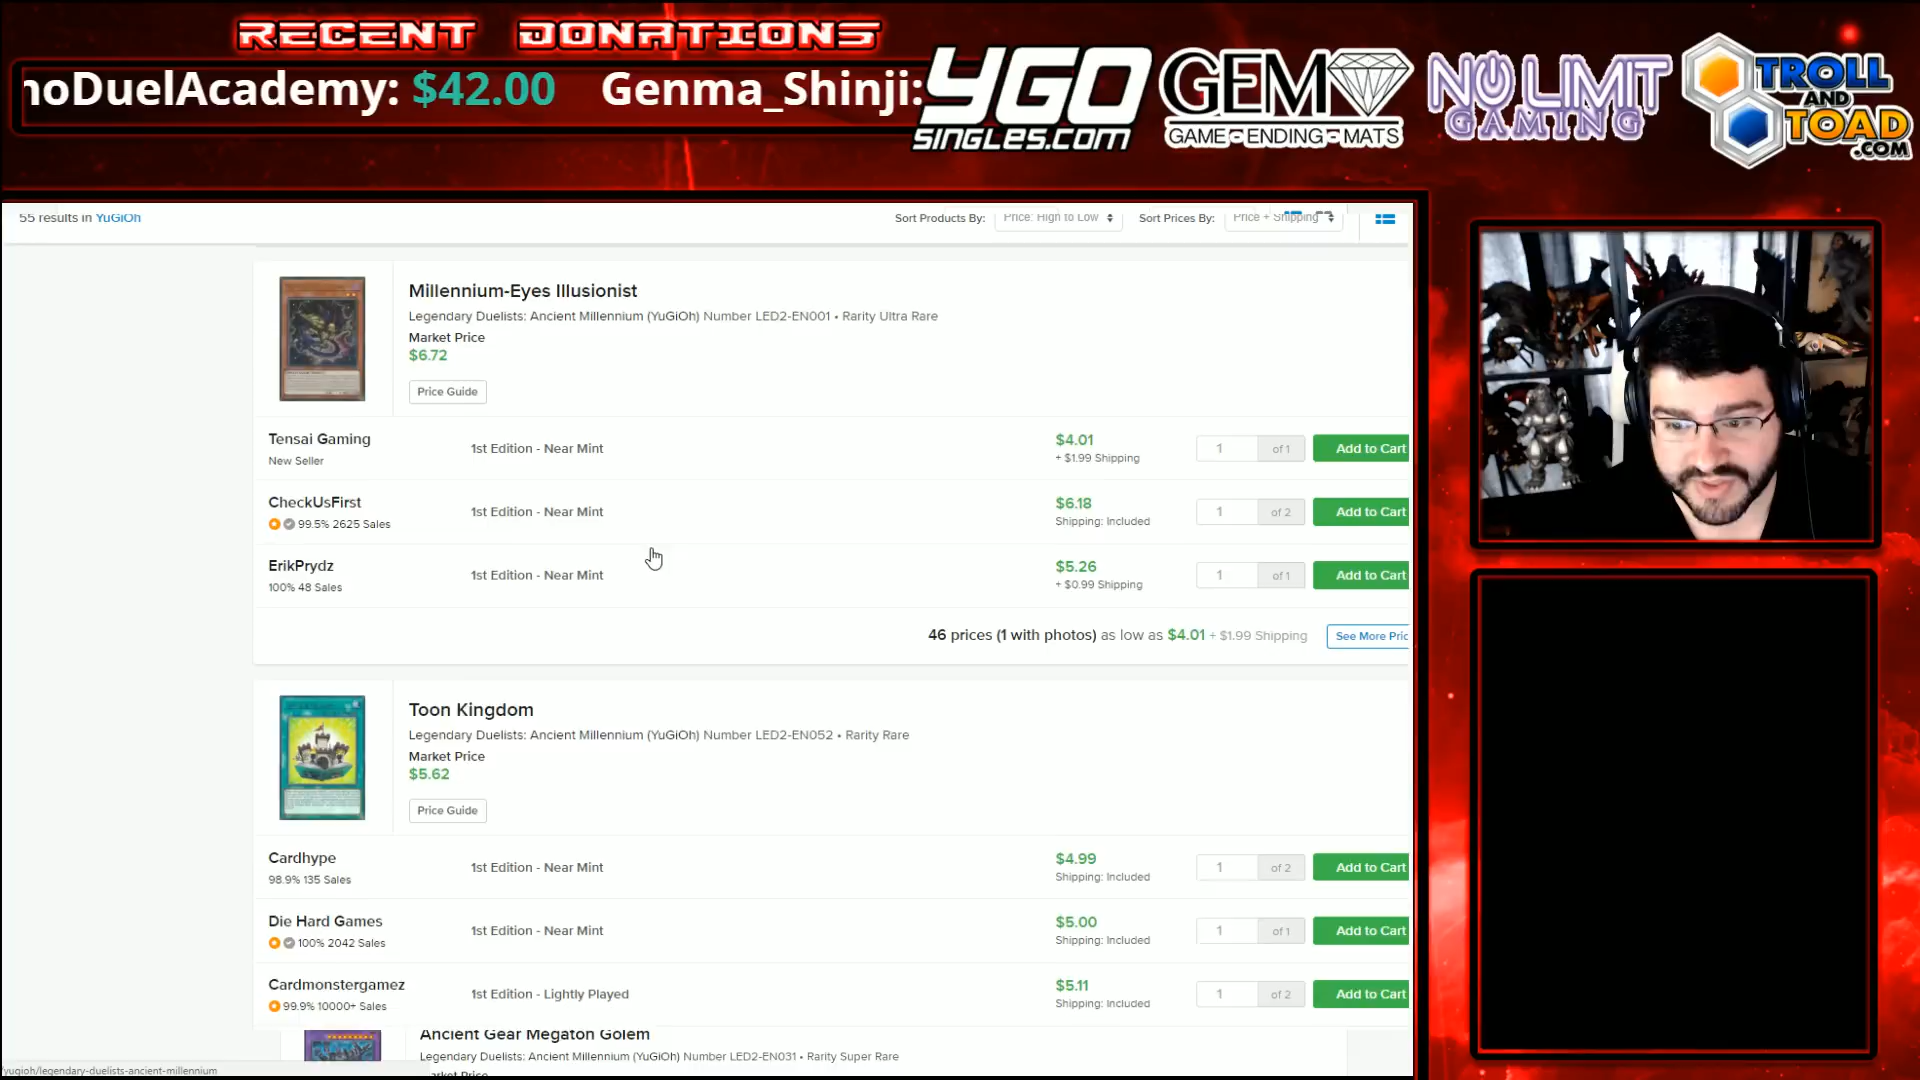 RECENT DONATIONS
noDuelAcademy: $42.00 Genma_Shinji:
YGO
SINGLES.COM
GEM
GAME-ENDING-MATS
NO LIMIT
GAMING
TROLL
AND
TOAD
.COM
55 results in YuGiOh
Sort Products By: Price: High to Low
Sort Prices By: Price + Shipping
Millennium-Eyes Illusionist
Legendary Duelists: Ancient Millennium (YuGiOh) Number LED2-EN001 • Rarity Ultra Rare
Market Price
$6.72
Price Guide
Tensai Gaming
New Seller
1st Edition - Near Mint
$4.01
+ $1.99 Shipping
1 of 1
Add to Cart
CheckUsFirst
99.5% 2625 Sales
1st Edition - Near Mint
$6.18
Shipping: Included
1 of 2
Add to Cart
ErikPrydz
100% 48 Sales
1st Edition - Near Mint
$5.26
+ $0.99 Shipping
1 of 1
Add to Cart
46 prices (1 with photos) as low as $4.01 + $1.99 Shipping
See More Pric
Toon Kingdom
Legendary Duelists: Ancient Millennium (YuGiOh) Number LED2-EN052 • Rarity Rare
Market Price
$5.62
Price Guide
Cardhype
98.9% 135 Sales
1st Edition - Near Mint
$4.99
Shipping: Included
1 of 2
Add to Cart
Die Hard Games
100% 2042 Sales
1st Edition - Near Mint
$5.00
Shipping: Included
1 of 1
Add to Cart
Cardmonstergamez
99.9% 10000+ Sales
1st Edition - Lightly Played
$5.11
Shipping: Included
1 of 2
Add to Cart
Ancient Gear Megaton Golem
Legendary Duelists: Ancient Millennium (YuGiOh) Number LED2-EN031 • Rarity Super Rare
arket Price
/yugioh/legendary-duelists-ancient-millennium